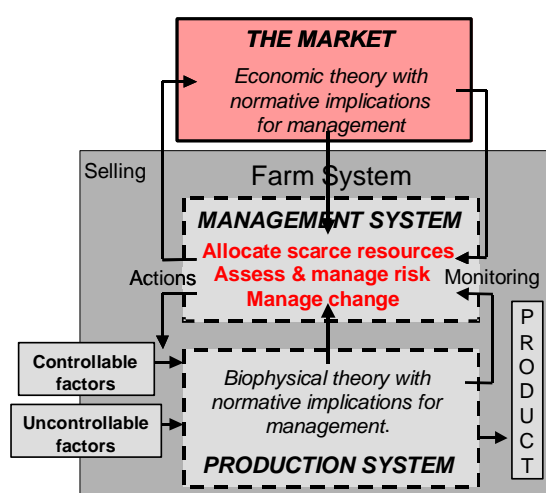 THE MARKET
Economic theory with
normative implications
for management
Selling
Farm System
MANAGEMENT SYSTEM
Allocate scarce resources
Assess & manage risk
Manage change
Actions
Monitoring
Controllable
factors
Uncontrollable
factors
Biophysical theory with
normative implications for
management.
PRODUCTION SYSTEM
P
R
O
D
U
C
T